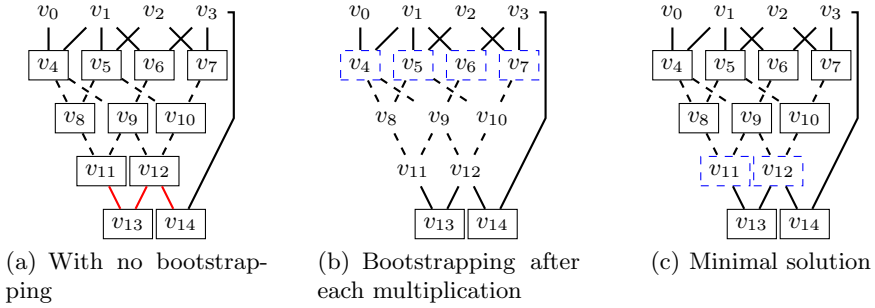 v0 v1 v2 v3 v0 v1 v2 v3 v0 v1 v2 v3
v4 v5 v6 v7 v4 v5 v6 v7 v4 v5 v6 v7
v8 v9 v10 v8 v9 v10 v8 v9 v10
v11 v12 v11 v12 v11 v12
v13 v14 v13 v14 v13 v14
(a) With no bootstrap-
ping
(b) Bootstrapping after
each multiplication
(c) Minimal solution